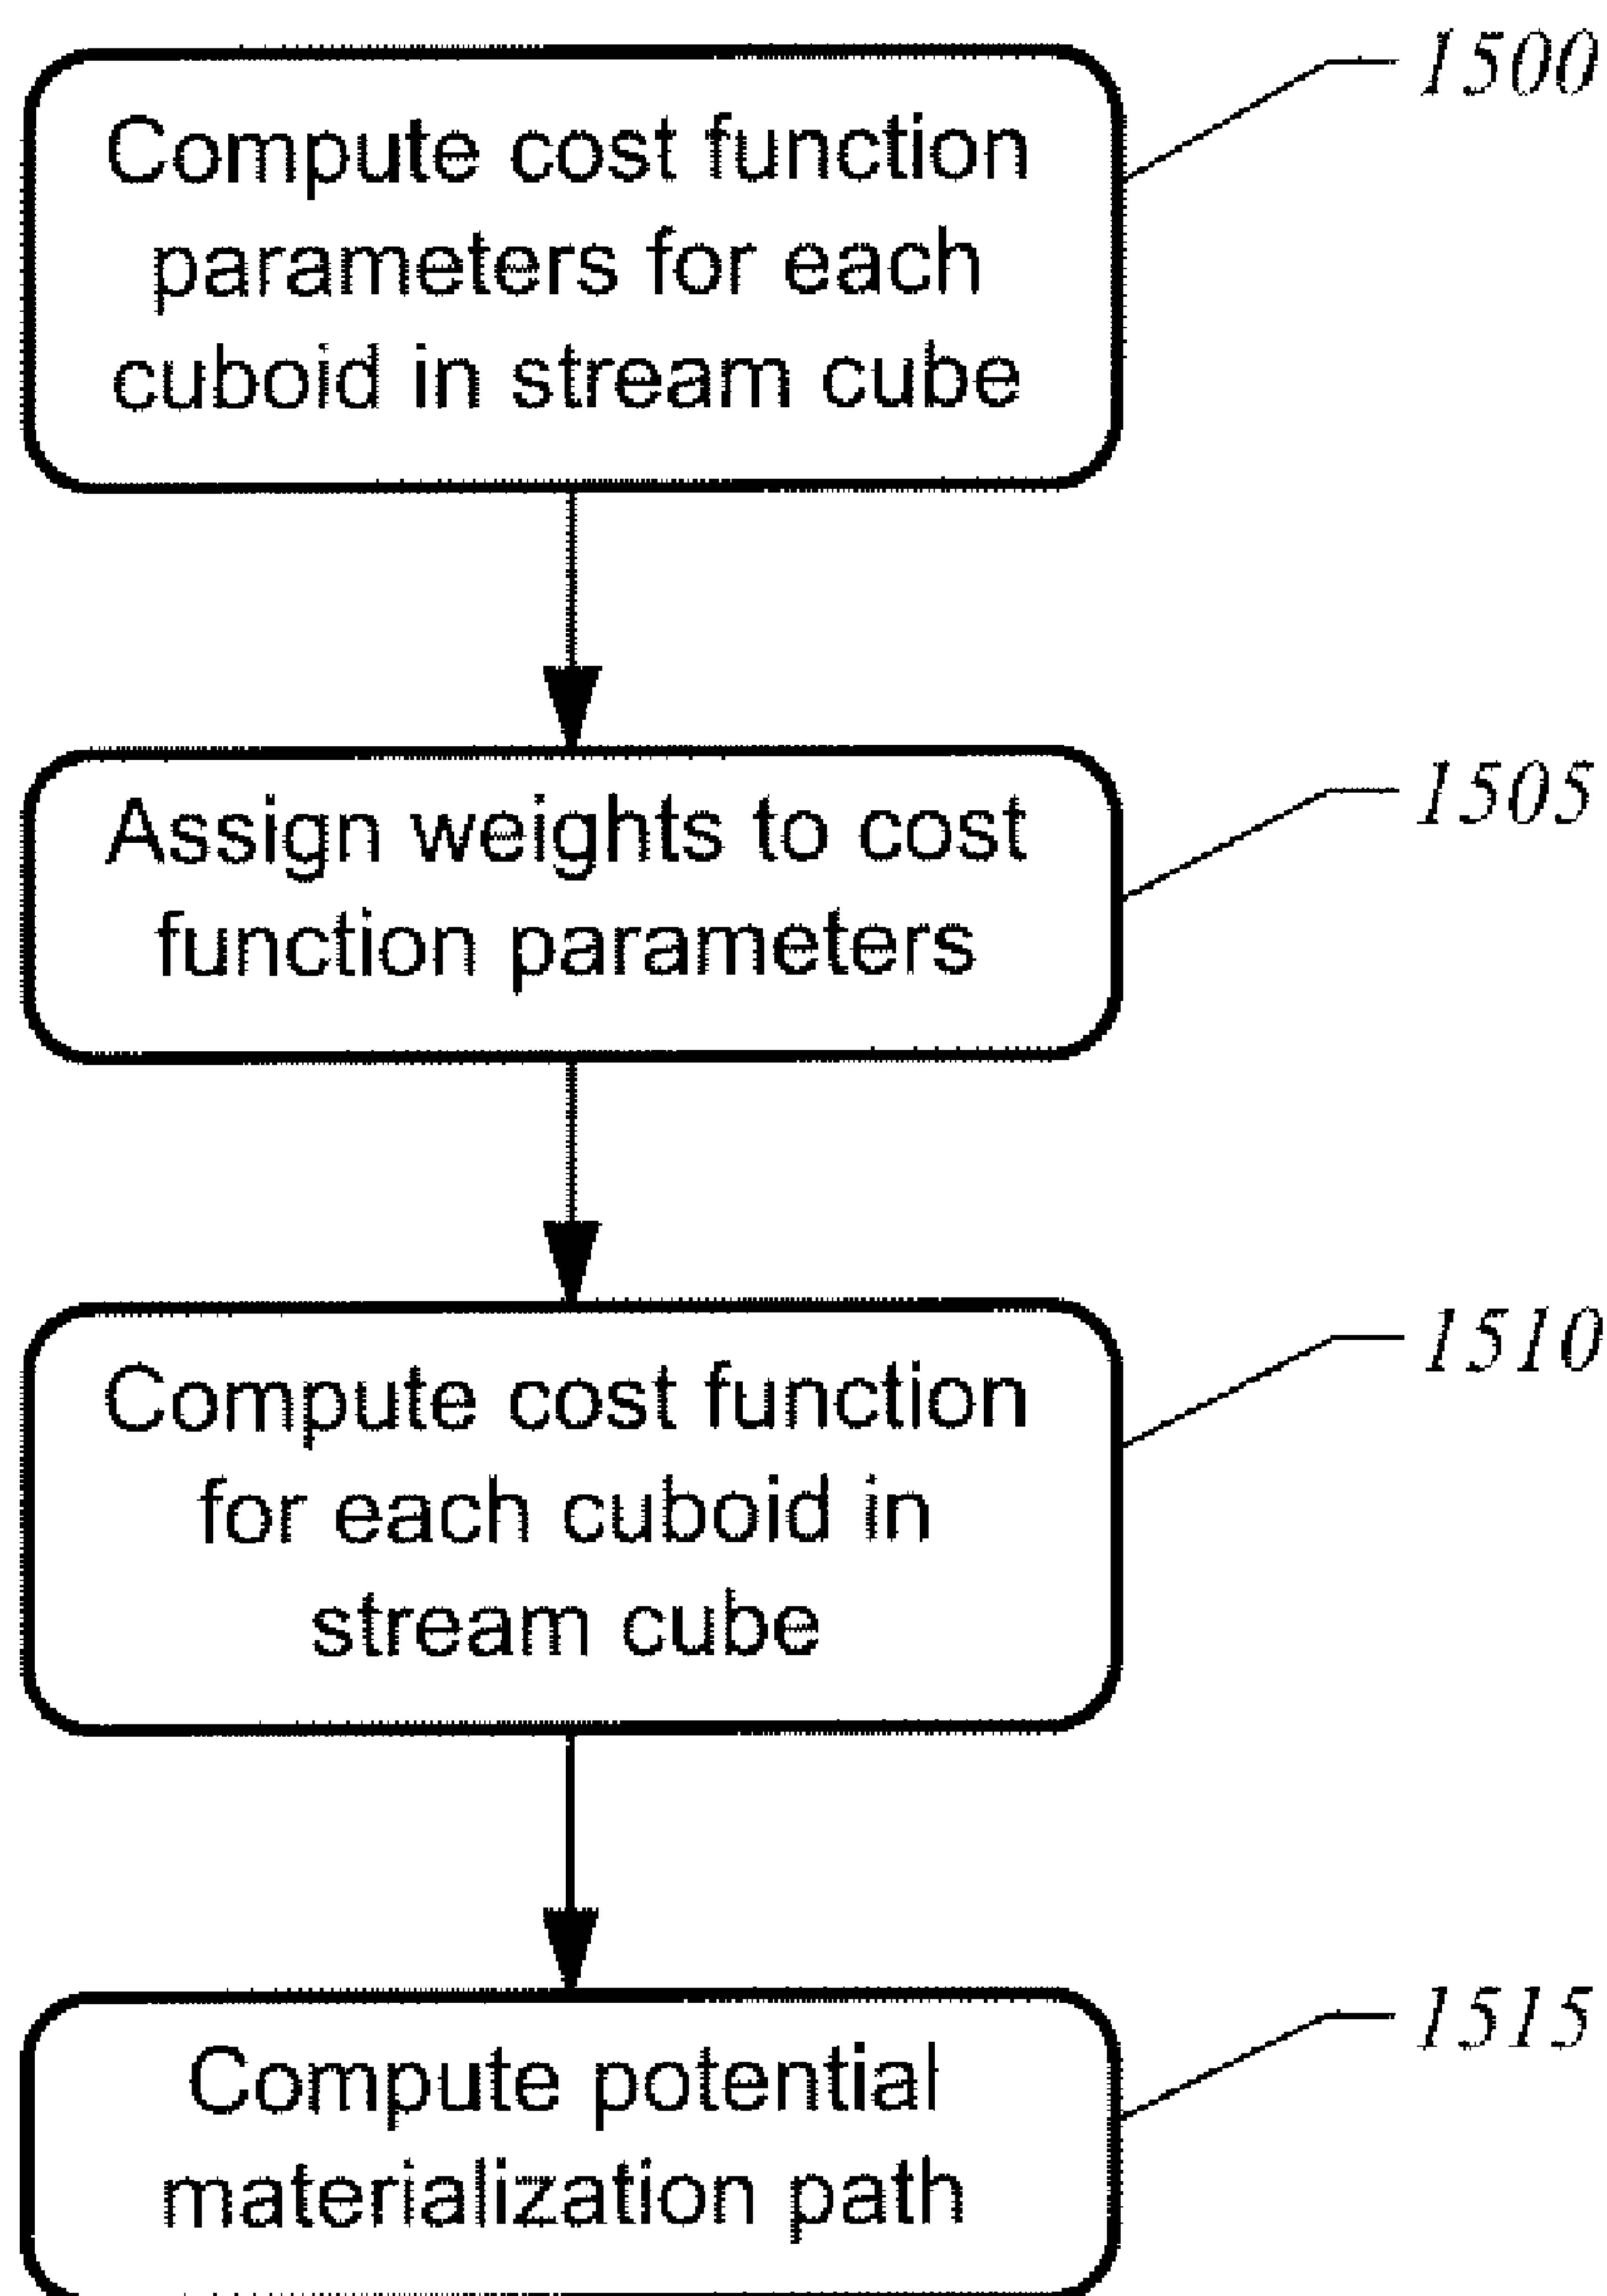 1500
Compute cost function
parameters for each
cuboid in stream cube
1505
Assign weights to cost
function parameters
1510
Compute cost function
for each cuboid in
stream cube
1515
Compute potential
materialization path